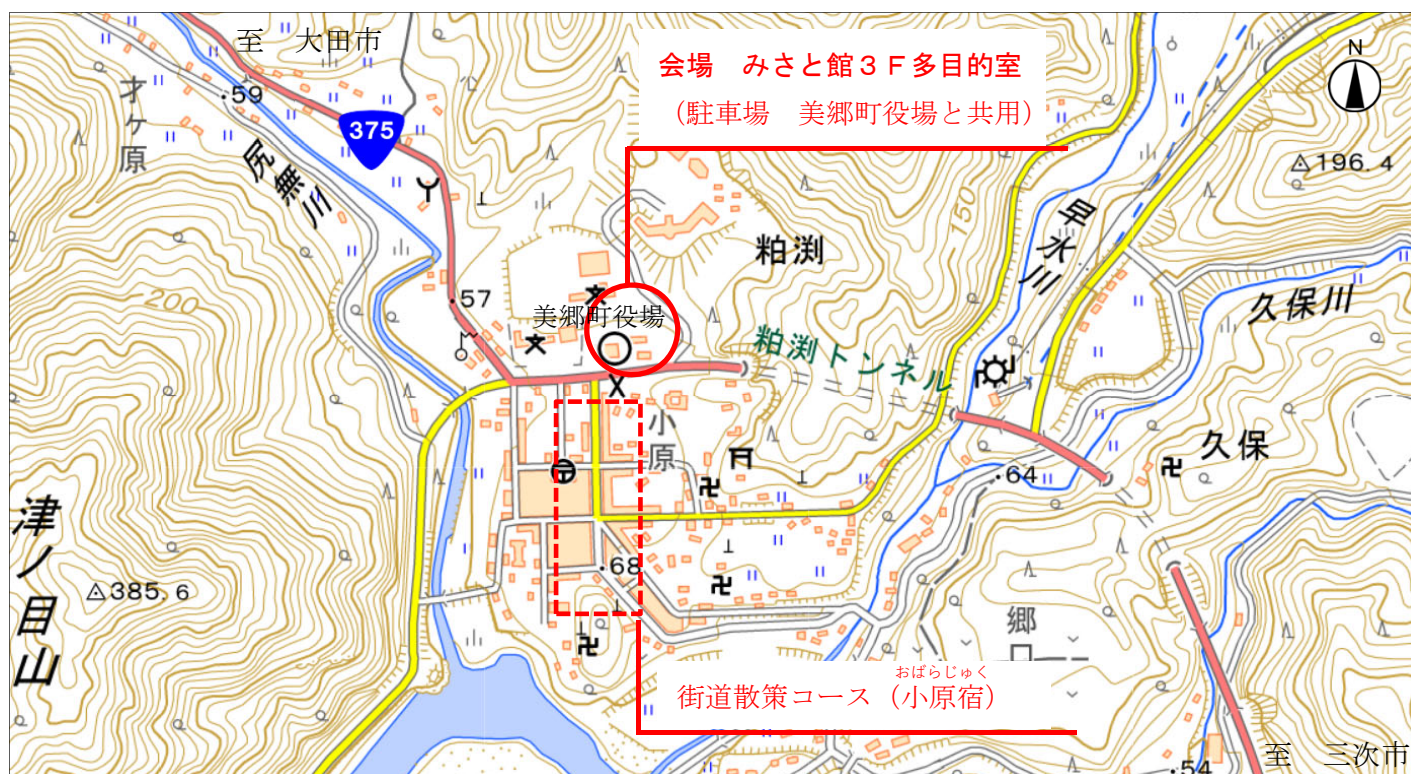 至　大田市
会場　みさと館３Ｆ多目的室
（駐車場　美郷町役場と共用）
N
375
59
才ケ原
尻無川
196.4
150
早水川
粕渕
久保川
200
57
美郷町役場
粕渕トンネル
小原
久保
64
津ノ目山
385.6
68
郷
おばらじゅく
街道散策コース（小原宿）
54
至　三次市